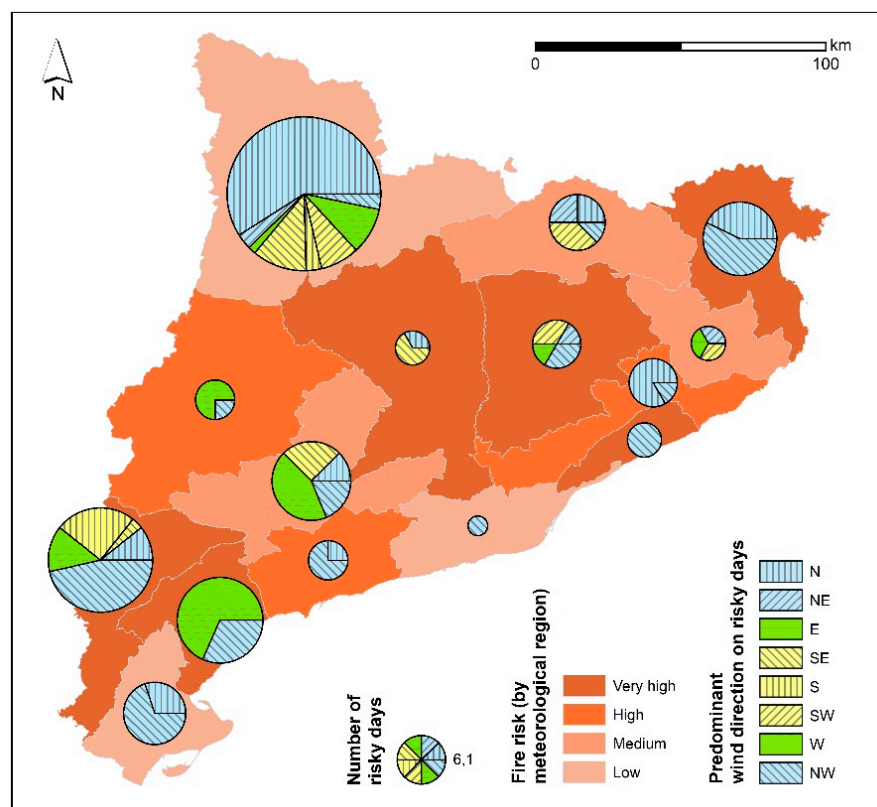 N
km
0
100
Number of
risky days
6,1
Fire risk (by
meteorological region)
Very high
High
Medium
Low
Predominant
wind direction on risky days
N
NE
E
SE
S
SW
W
NW